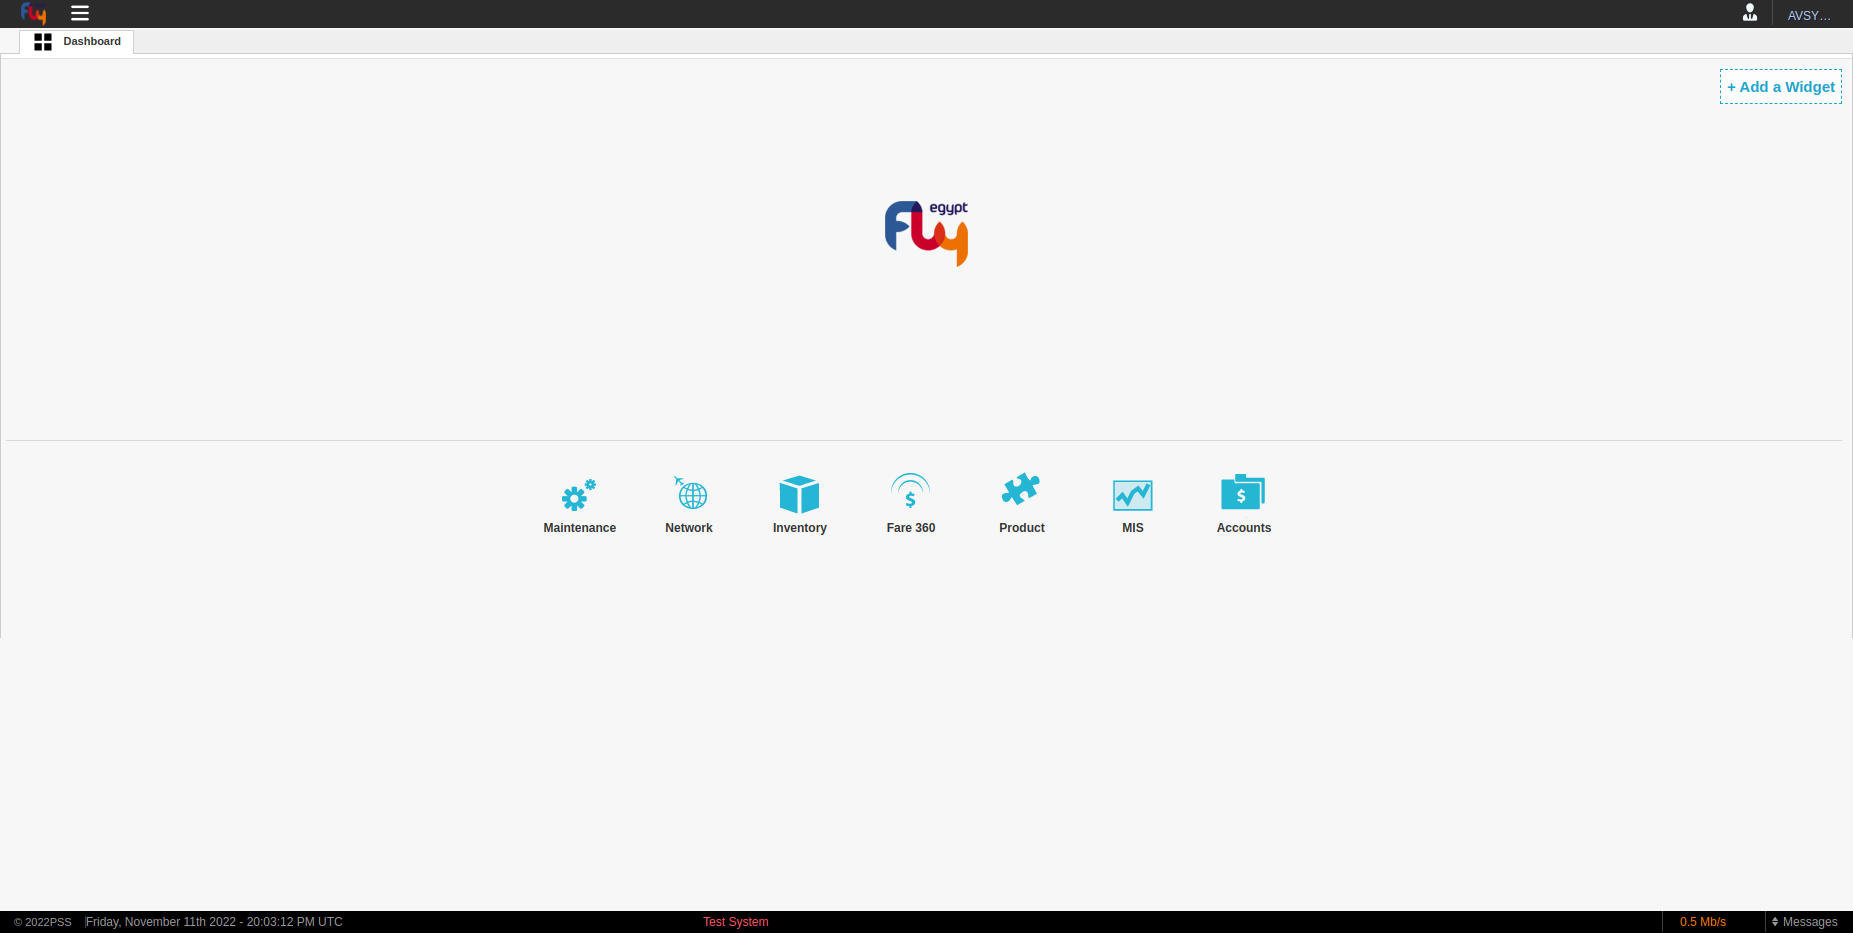 Fly
AVSY…
Dashboard
+ Add a Widget
egypt
Fly
Maintenance
Network
Inventory
Fare 360
Product
MIS
Accounts
© 2022PSS
Friday, November 11th 2022 - 20:03:12 PM UTC
Test System
0.5 Mb/s
Messages